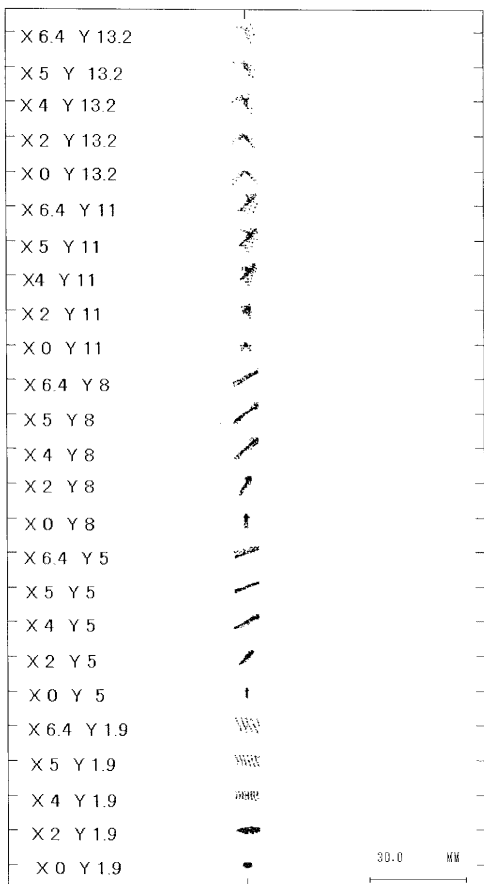 X 6.4 Y 13.2
X 5 Y 13.2
X 4 Y 13.2
X 2 Y 13.2
X 0 Y 13.2
X 6.4 Y 11
X 5 Y 11
X4 Y 11
X 2 Y 11
X 0 Y 11
X 6.4 Y 8
X 5 Y 8
X 4 Y 8
X 2 Y 8
X 0 Y 8
X 6.4 Y 5
X 5 Y 5
X 4 Y 5
X 2 Y 5
X 0 Y 5
X 6.4 Y 1.9
X 5 Y 1.9
X 4 Y 1.9
X 2 Y 1.9
X 0 Y 1.9
30.0 MM